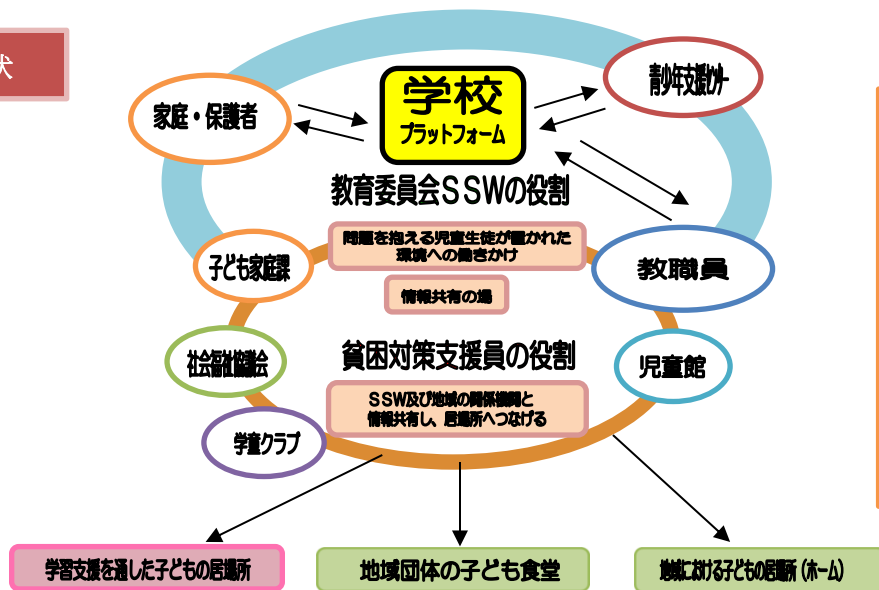 状
学校
プラットフォーム
家庭・保護者
青少年支援センター
教育委員会ＳＳＷの役割
問題を抱える児童生徒が置かれた
環境への働きかけ
子ども家庭課
教職員
情報共有の場
社会福祉協議会
貧困対策支援員の役割
児童館
ＳＳＷ及び地域の関係機関と
情報共有し、居場所へつなげる
学童クラブ
学習支援を通した子どもの居場所
地域団体の子ども食堂
地域における子どもの居場所（ホーム）